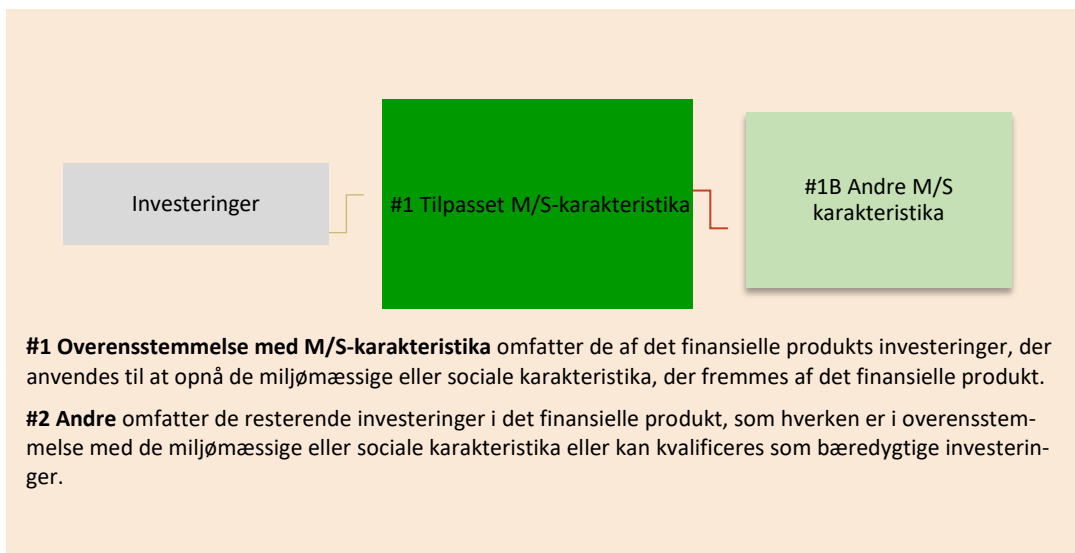 Investeringer
#1 Tilpasset M/S-karakteristika
#1B Andre M/S
karakteristika
#1 Overensstemmelse med M/S-karakteristika omfatter de af det finansielle produkts investeringer, der
anvendes til at opnå de miljømæssige eller sociale karakteristika, der fremmes af det finansielle produkt.
#2 Andre omfatter de resterende investeringer i det finansielle produkt, som hverken er i overensstem-
melse med de miljømæssige eller sociale karakteristika eller kan kvalificeres som bæredygtige investerin-
ger.